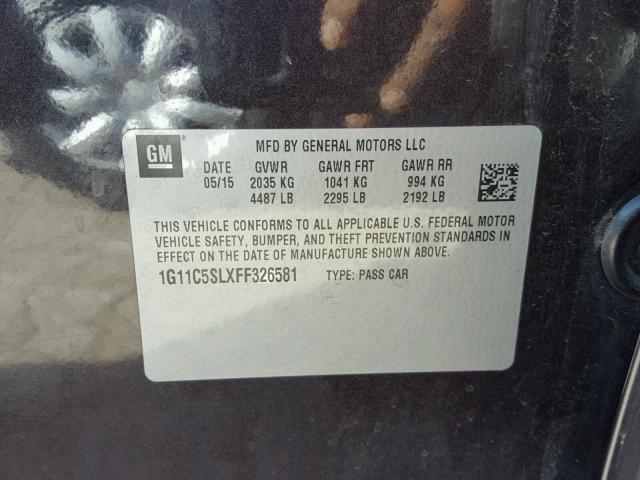 GM
MFD BY GENERAL MOTORS LLC
DATE GVWR GAWR FRT GAWR RR
05/15 2035 KG 1041 KG 994 KG
4487 LB 2295 LB 2192 LB
THIS VEHICLE CONFORMS TO ALL APPLICABLE U.S. FEDERAL MOTOR
VEHICLE SAFETY, BUMPER, AND THEFT PREVENTION STANDARDS IN
EFFECT ON THE DATE OF MANUFACTURE SHOWN ABOVE.
1G11C5SLXFF326581 TYPE: PASS CAR